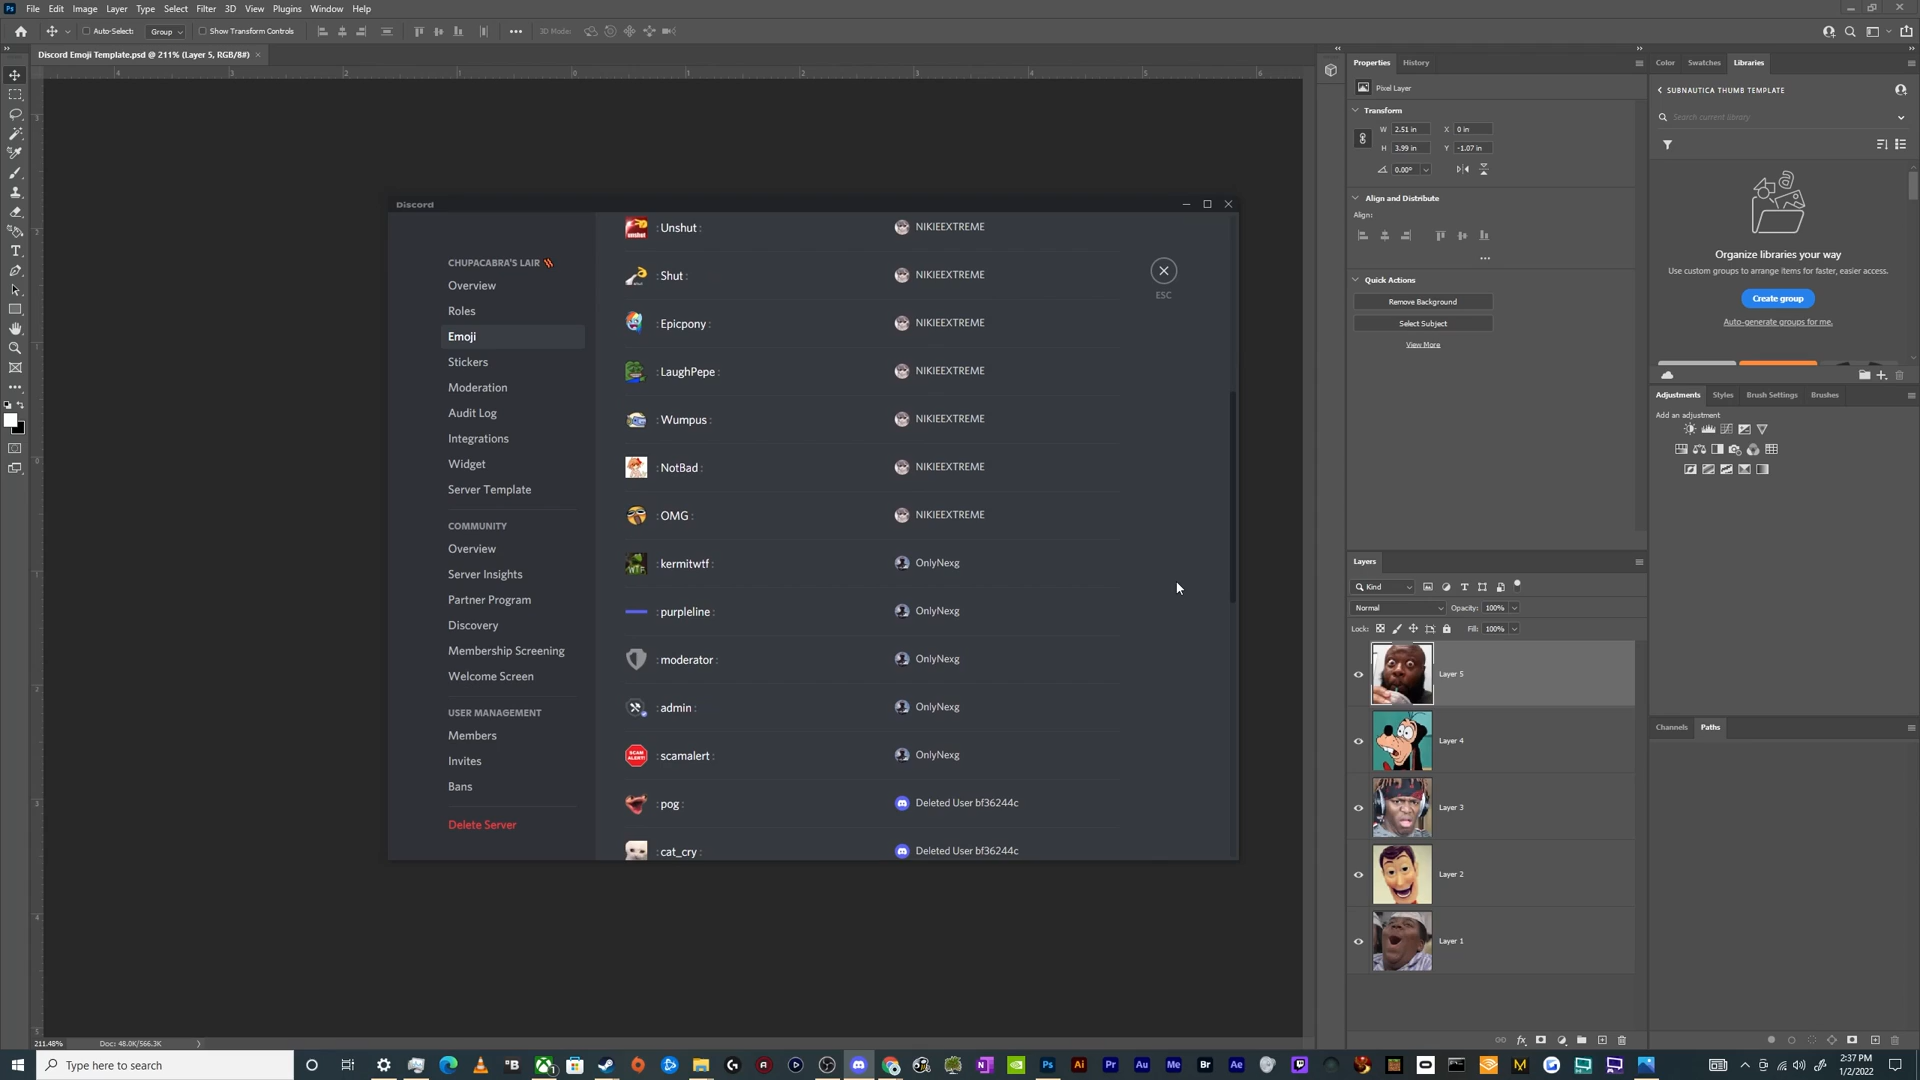 File Edit Image Layer Type Select Filter 3D View Plugins Window Help
Auto-Select: Group Show Transform Controls 3D Mode:
Discord Emoji Template.psd @ 211% (Layer 5, RGB/8#)
Discord
CHUPACABRA'S LAIR
Overview
Roles
Emoji
Stickers
Moderation
Audit Log
Integrations
Widget
Server Template
COMMUNITY
Overview
Server Insights
Partner Program
Discovery
Membership Screening
Welcome Screen
USER MANAGEMENT
Members
Invites
Bans
Delete Server
:Unshut: NIKIEEXTREME
:Shut: NIKIEEXTREME
:Epicpony: NIKIEEXTREME
:LaughPepe: NIKIEEXTREME
:Wumpus: NIKIEEXTREME
:NotBad: NIKIEEXTREME
:OMG: NIKIEEXTREME
:kermitwtf: OnlyNexg
:purpleline: OnlyNexg
:moderator: OnlyNexg
:admin: OnlyNexg
:scamalert: OnlyNexg
:pog: Deleted User bf36244c
:cat_cry: Deleted User bf36244c
ESC
Properties History
Pixel Layer
Transform
W 2.51 in X 0 in
H 3.99 in Y -1.07 in
0.00°
Align and Distribute
Align:
Quick Actions
Remove Background
Select Subject
View More
Layers
Kind
Normal Opacity: 100%
Lock: Fill: 100%
Layer 5
Layer 4
Layer 3
Layer 2
Layer 1
Color Swatches Libraries
SUBNAUTICA THUMB TEMPLATE
Search current library
Organize libraries your way
Use custom groups to arrange items for faster, easier access.
Create group
Auto-generate groups for me.
Adjustments Styles Brush Settings Brushes
Add an adjustment
Channels Paths
211.48% Doc: 48.0K/566.3K
Type here to search
2:37 PM
1/2/2022